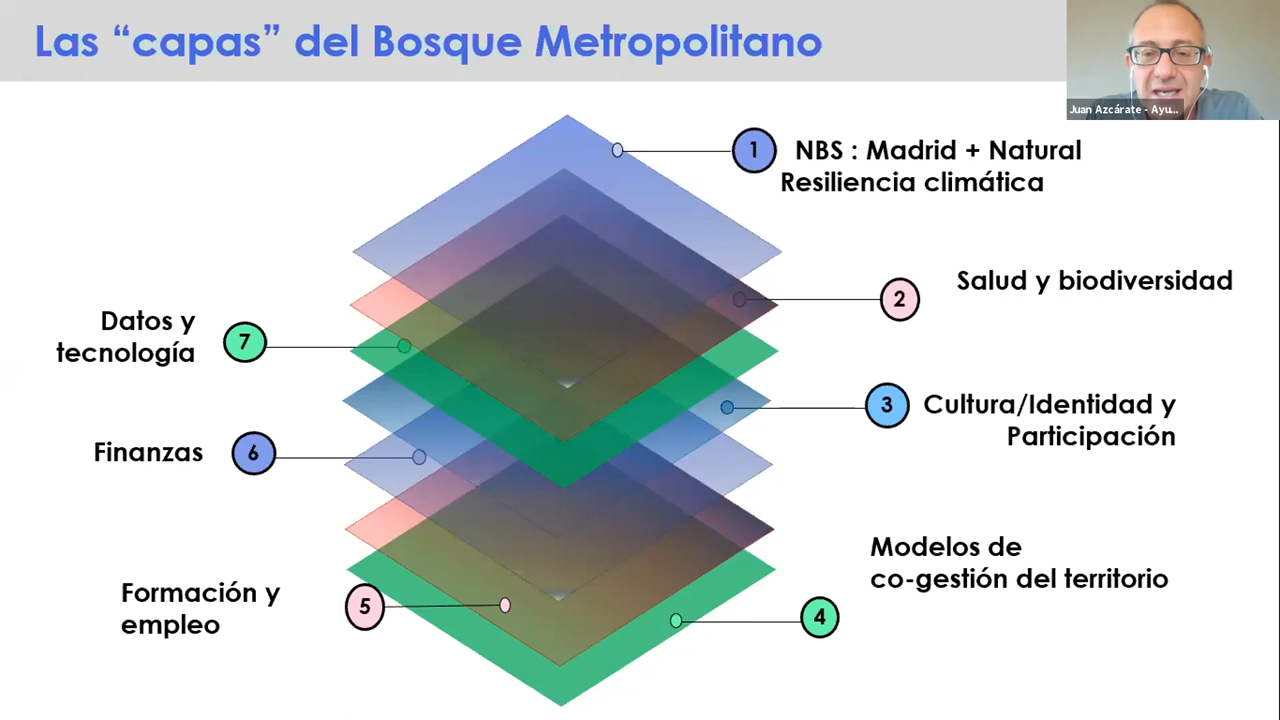 Las “capas” del Bosque Metropolitano
Juan Azcárate - Ayu...
1
NBS : Madrid + Natural
Resiliencia climática
2
Salud y biodiversidad
3
Cultura/Identidad y
Participación
4
Modelos de
co-gestión del territorio
5
Formación y
empleo
6
Finanzas
7
Datos y
tecnología